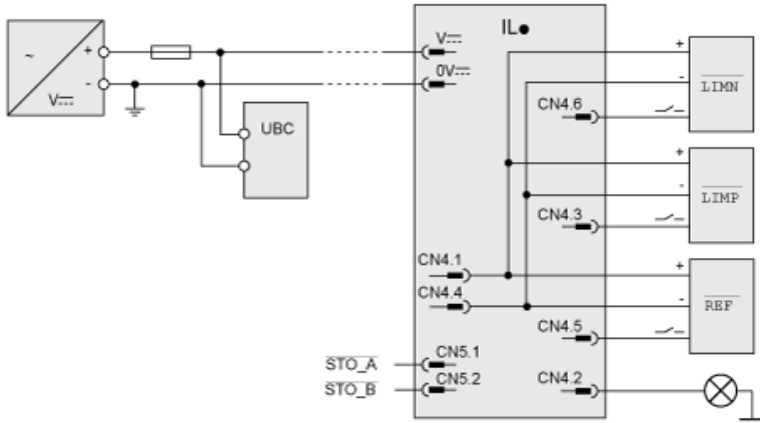 IL●
~
+
-
V⎓
V⎓
0V⎓
UBC
CN4.6
+
-
LIMN
CN4.3
+
-
LIMP
CN4.1
CN4.4
CN4.5
+
-
REF
STO_A
STO_B
CN5.1
CN5.2
CN4.2